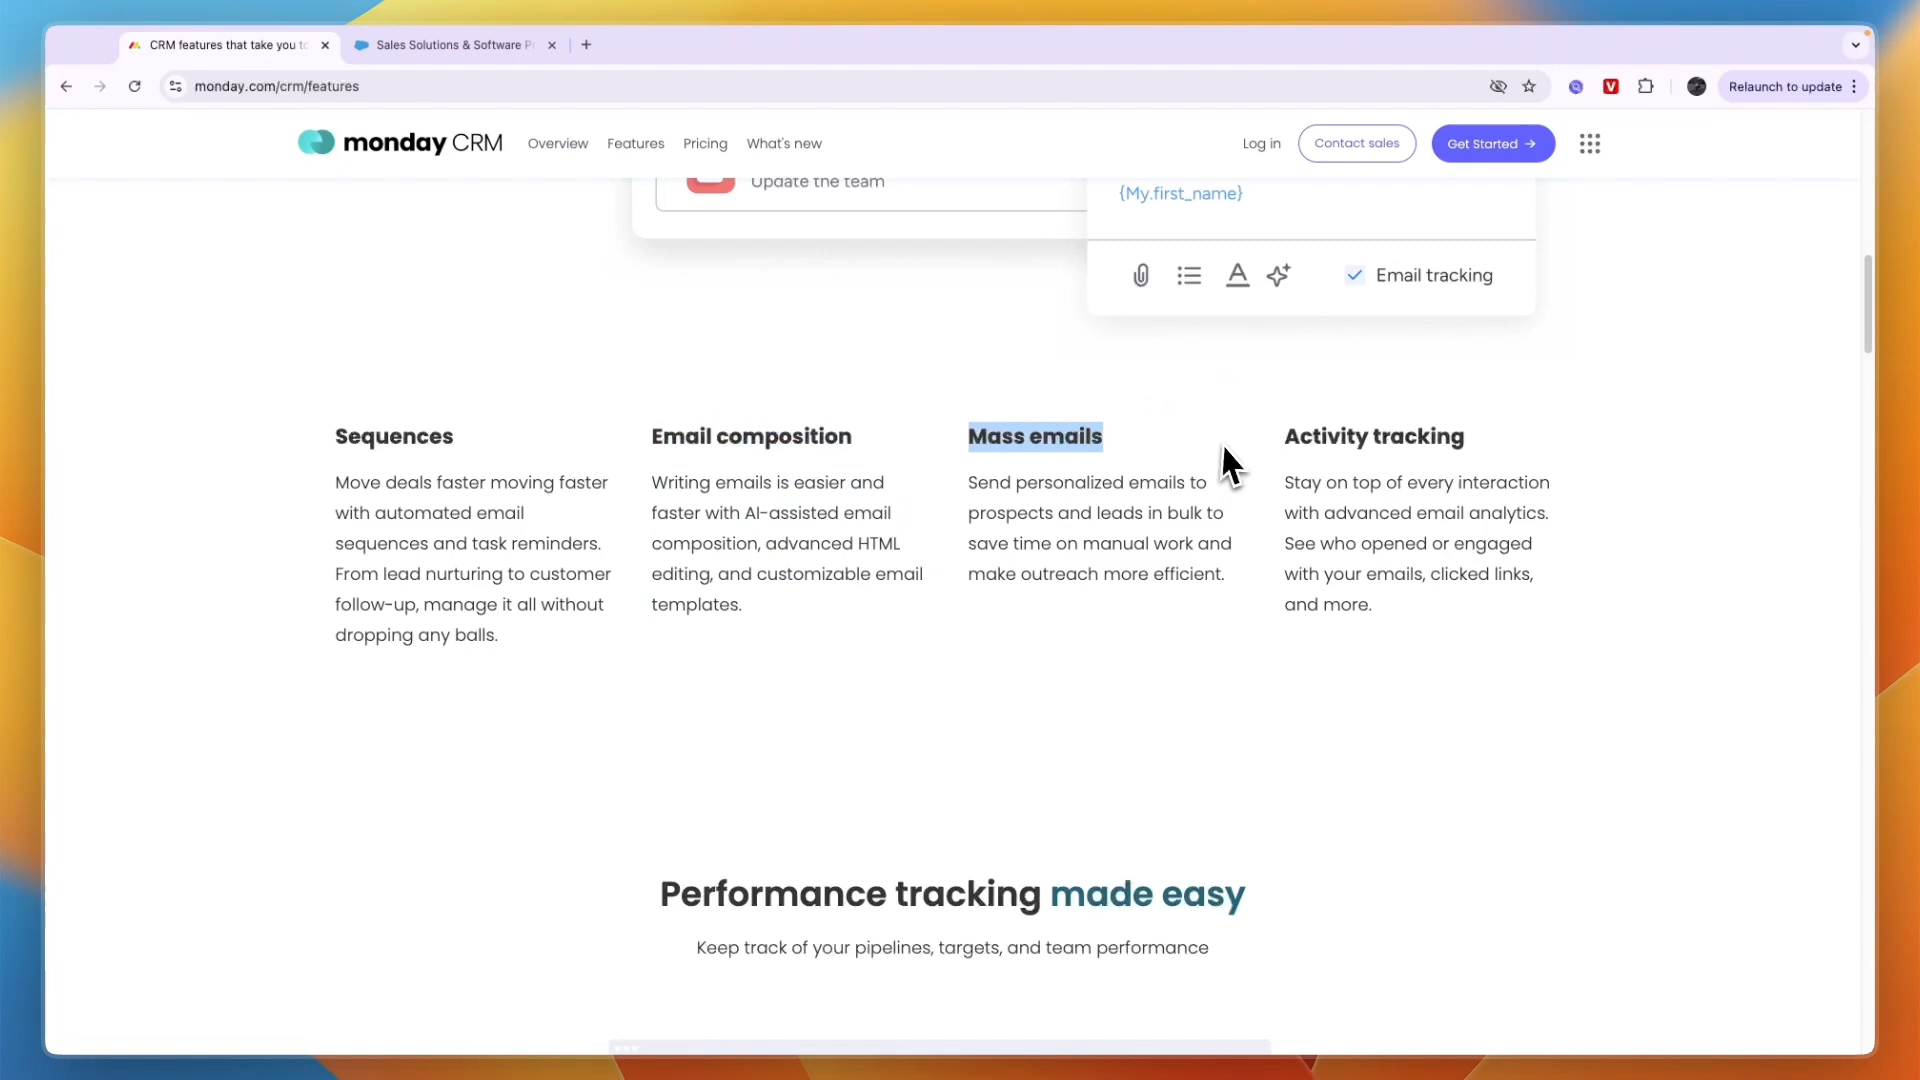 CRM features that take you to
Sales Solutions & Software P
monday.com/crm/features
Relaunch to update
monday CRM
Overview
Features
Pricing
What's new
Log in
Contact sales
Get Started →
Update the team
{My.first_name}
Email tracking
Sequences
Move deals faster moving faster
with automated email
sequences and task reminders.
From lead nurturing to customer
follow-up, manage it all without
dropping any balls.
Email composition
Writing emails is easier and
faster with AI-assisted email
composition, advanced HTML
editing, and customizable email
templates.
Mass emails
Send personalized emails to
prospects and leads in bulk to
save time on manual work and
make outreach more efficient.
Activity tracking
Stay on top of every interaction
with advanced email analytics.
See who opened or engaged
with your emails, clicked links,
and more.
Performance tracking made easy
Keep track of your pipelines, targets, and team performance